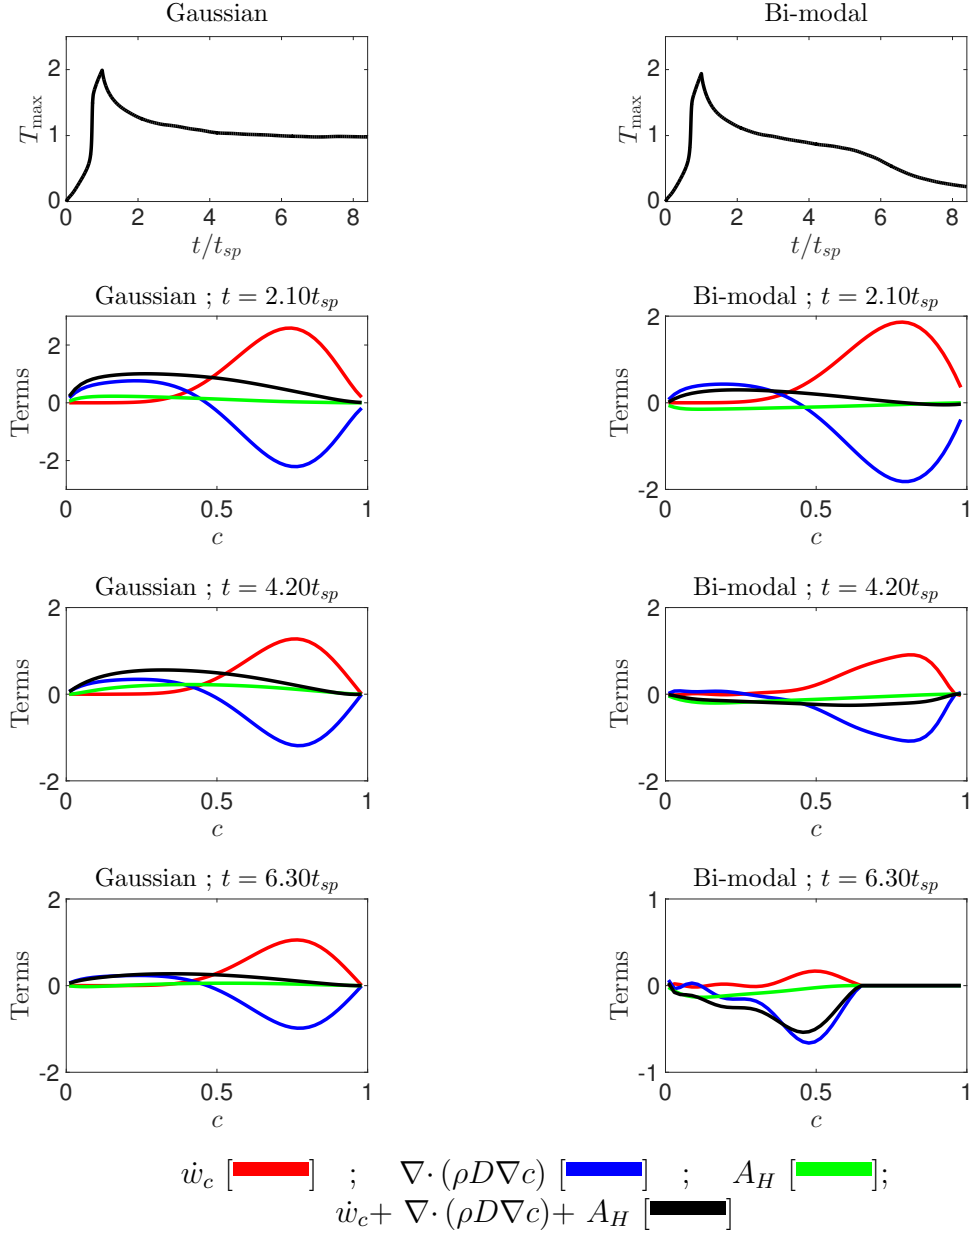 Gaussian
Bi-modal
2
1
0
T_max
0 2 4 6 8
t/t_sp
2
1
0
T_max
0 2 4 6 8
t/t_sp
Gaussian ; t = 2.10t_sp
2
0
-2
Terms
0 0.5 1
c
Bi-modal ; t = 2.10t_sp
2
0
-2
Terms
0 0.5 1
c
Gaussian ; t = 4.20t_sp
2
0
-2
Terms
0 0.5 1
c
Bi-modal ; t = 4.20t_sp
2
0
-2
Terms
0 0.5 1
c
Gaussian ; t = 6.30t_sp
2
0
-2
Terms
0 0.5 1
c
Bi-modal ; t = 6.30t_sp
1
0
-1
Terms
0 0.5 1
c
ẇ_c [ ] ; ∇·(ρD∇c) [ ] ; A_H [ ];
ẇ_c+ ∇·(ρD∇c)+ A_H [ ]